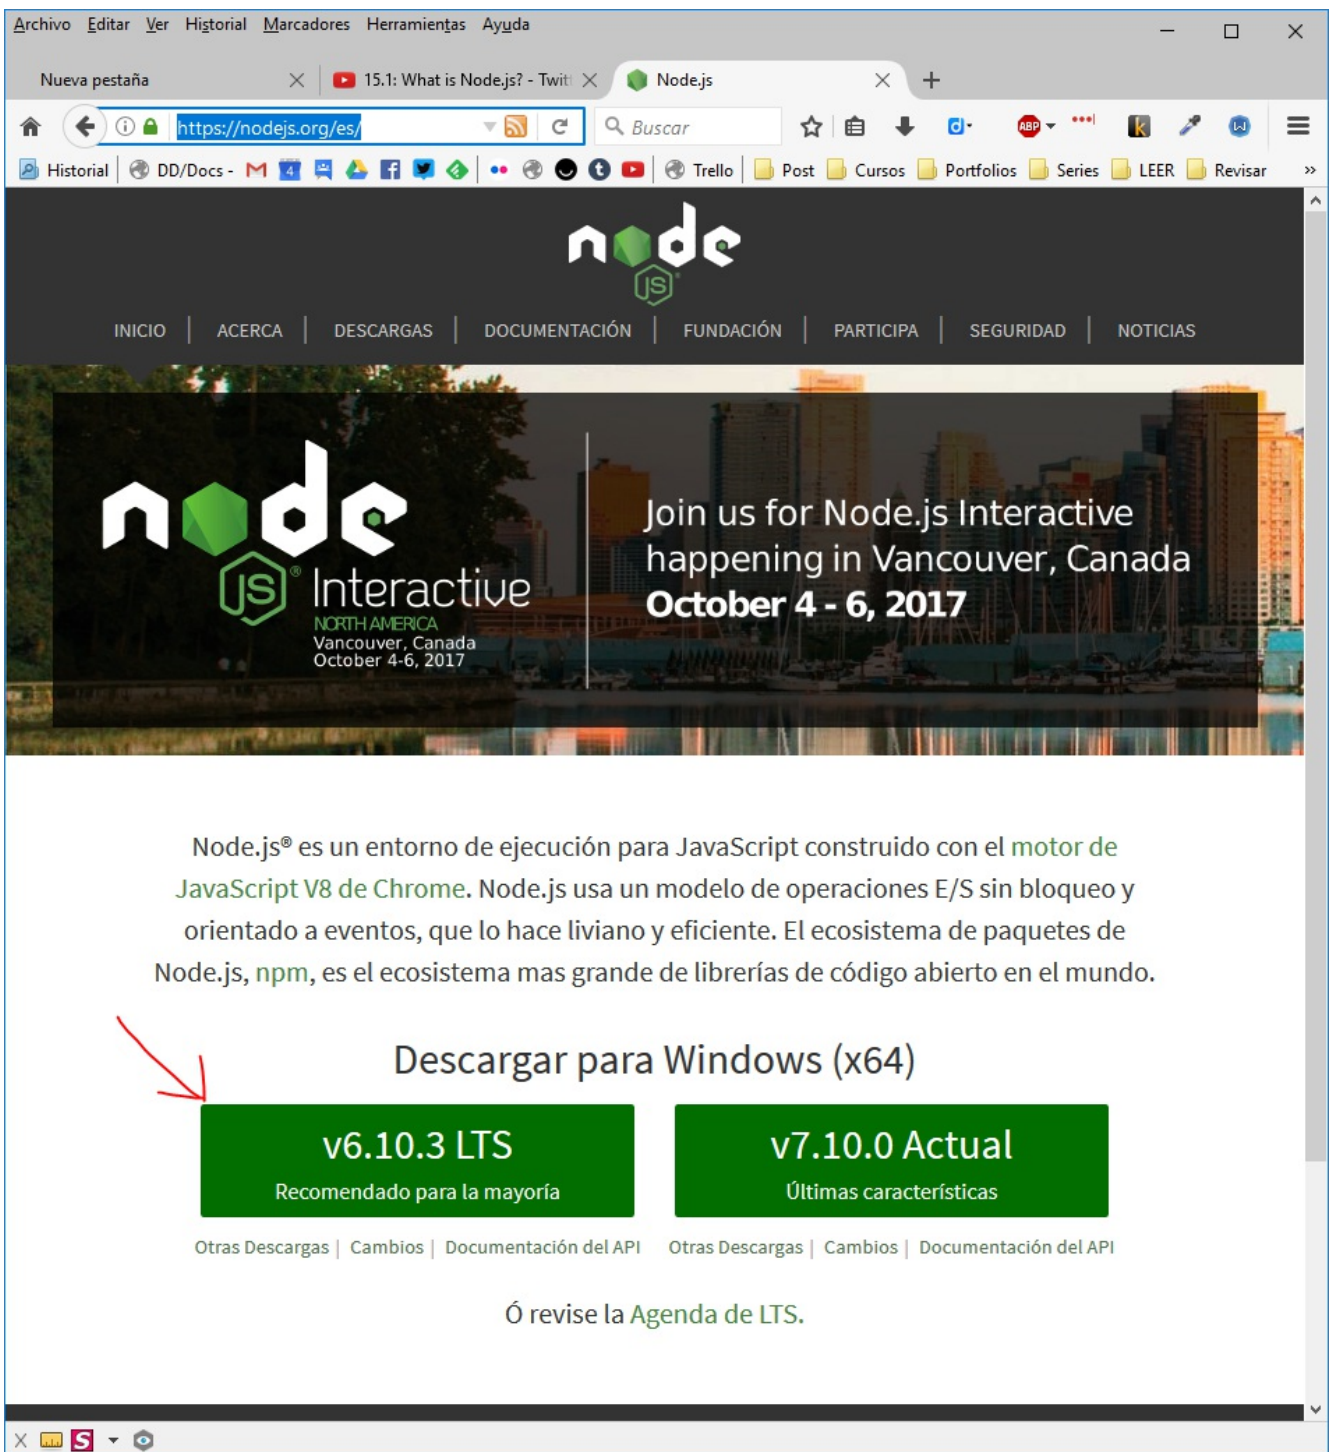 Archivo Editar Ver Historial Marcadores Herramientas Ayuda
Nueva pestaña
15.1: What is Node.js? - Twit
Node.js
https://nodejs.org/es/
Buscar
ABP
Historial
DD/Docs -
Trello
Post
Cursos
Portfolios
Series
LEER
Revisar
node
JS
INICIO | ACERCA | DESCARGAS | DOCUMENTACIÓN | FUNDACIÓN | PARTICIPA | SEGURIDAD | NOTICIAS
node
JS® Interactive
NORTH AMERICA
Vancouver, Canada
October 4-6, 2017
Join us for Node.js Interactive
happening in Vancouver, Canada
October 4 - 6, 2017
Node.js® es un entorno de ejecución para JavaScript construido con el motor de
JavaScript V8 de Chrome. Node.js usa un modelo de operaciones E/S sin bloqueo y
orientado a eventos, que lo hace liviano y eficiente. El ecosistema de paquetes de
Node.js, npm, es el ecosistema mas grande de librerías de código abierto en el mundo.
Descargar para Windows (x64)
v6.10.3 LTS
Recomendado para la mayoría
v7.10.0 Actual
Últimas características
Otras Descargas | Cambios | Documentación del API
Otras Descargas | Cambios | Documentación del API
Ó revise la Agenda de LTS.